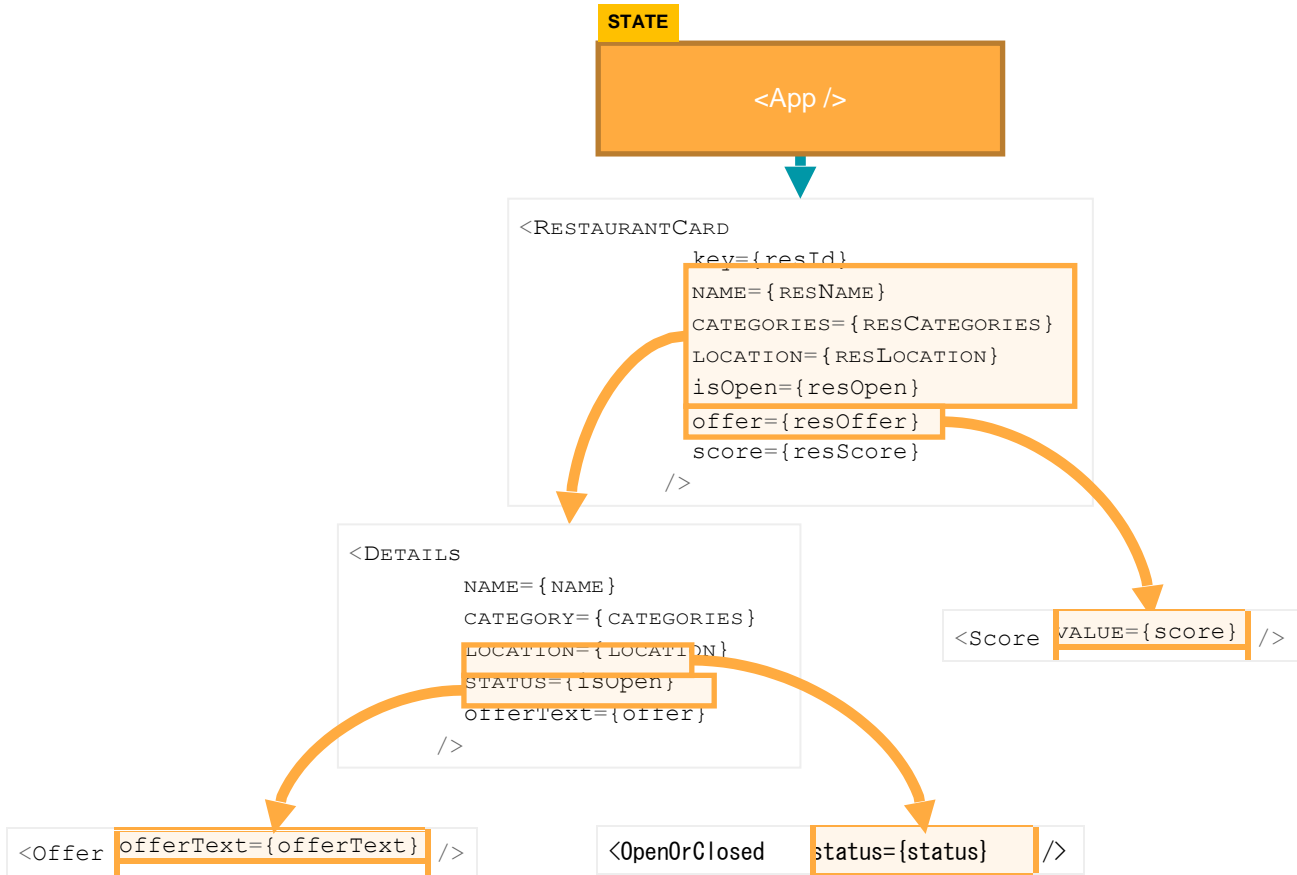 STATE
<App />
<RESTAURANTCARD
key={resId}
NAME={RESNAME}
CATEGORIES={RESCATEGORIES}
LOCATION={RESLOCATION}
isOpen={resOpen}
offer={resOffer}
score={resScore}
/>
<DETAILS
NAME={NAME}
CATEGORY={CATEGORIES}
LOCATION={LOCATION}
STATUS={isOpen}
offerText={offer}
/>
<Score VALUE={score} />
<Offer offerText={offerText} />
<OpenOrClosed status={status} />